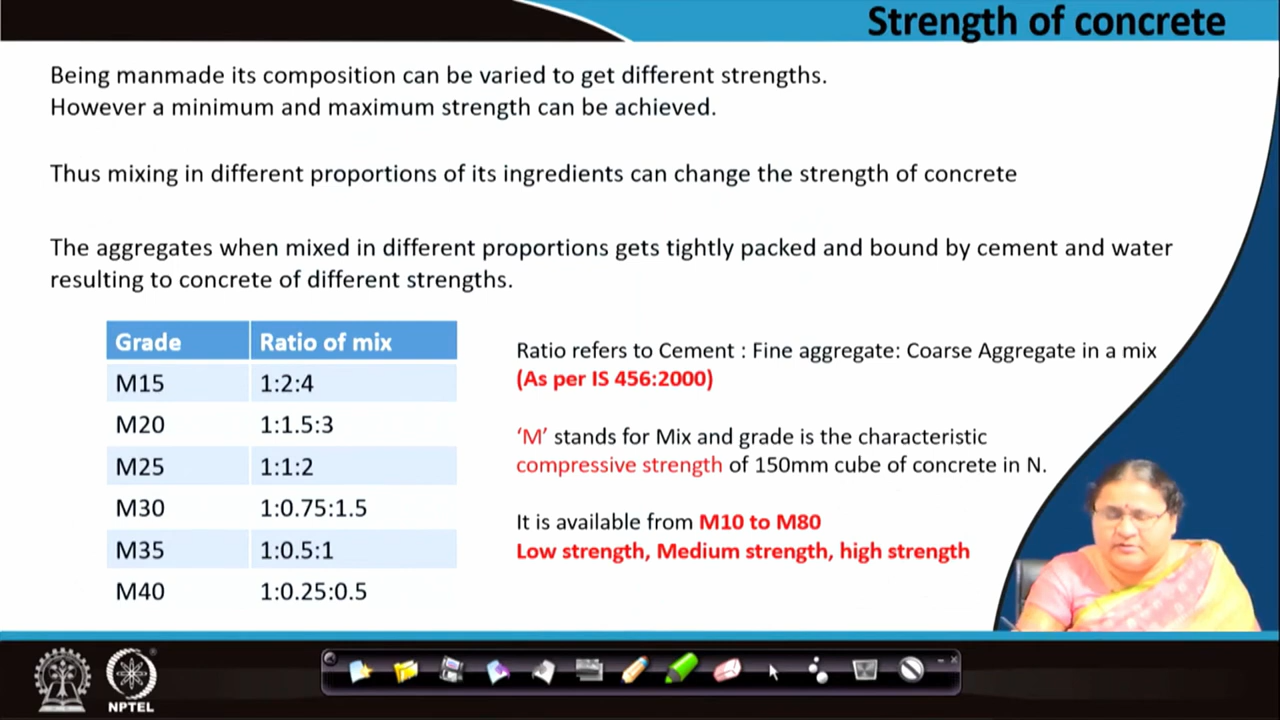 Strength of concrete
Being manmade its composition can be varied to get different strengths.
However a minimum and maximum strength can be achieved.
Thus mixing in different proportions of its ingredients can change the strength of concrete
The aggregates when mixed in different proportions gets tightly packed and bound by cement and water
resulting to concrete of different strengths.
Grade Ratio of mix
M15 1:2:4
M20 1:1.5:3
M25 1:1:2
M30 1:0.75:1.5
M35 1:0.5:1
M40 1:0.25:0.5
Ratio refers to Cement : Fine aggregate: Coarse Aggregate in a mix
(As per IS 456:2000)
‘M’ stands for Mix and grade is the characteristic
compressive strength of 150mm cube of concrete in N.
It is available from M10 to M80
Low strength, Medium strength, high strength
NPTEL